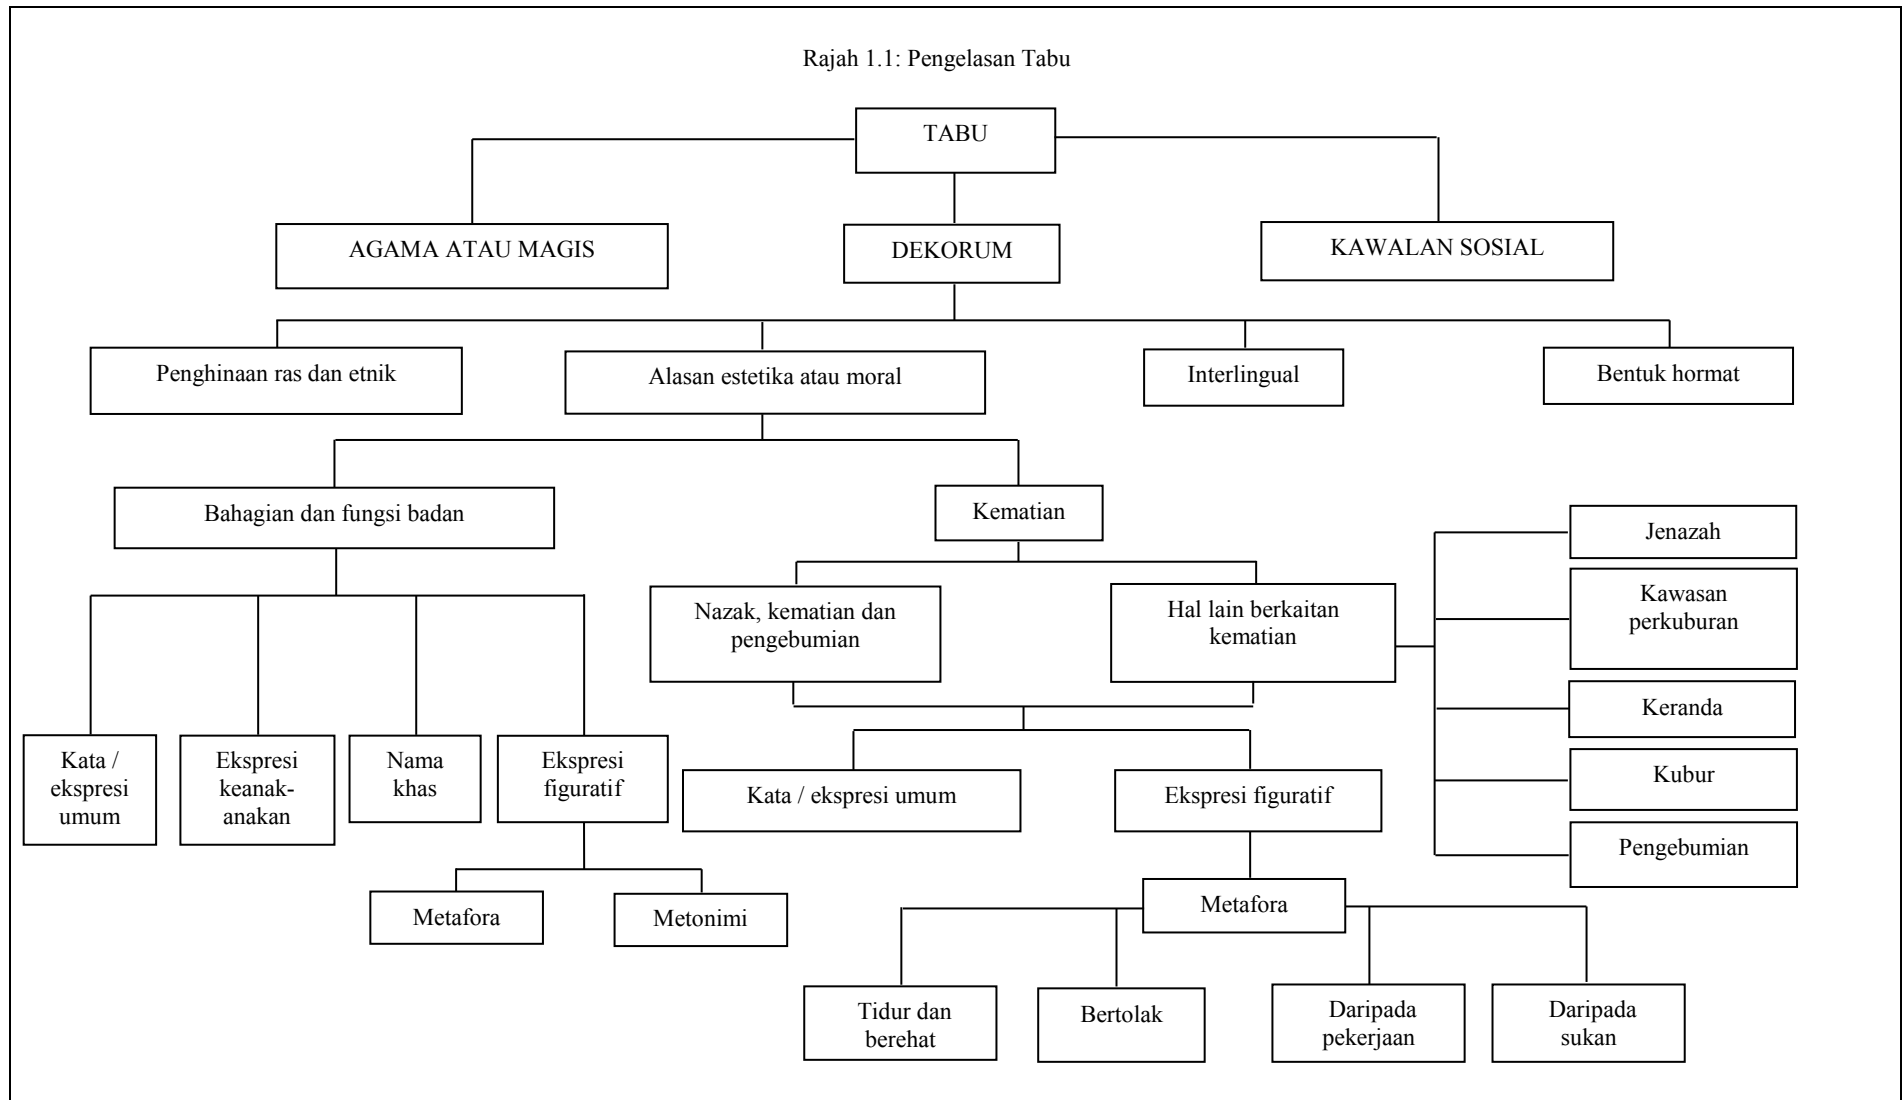 Rajah 1.1: Pengelasan Tabu
TABU
AGAMA ATAU MAGIS
DEKORUM
KAWALAN SOSIAL
Penghinaan ras dan etnik
Alasan estetika atau moral
Interlingual
Bentuk hormat
Bahagian dan fungsi badan
Kematian
Jenazah
Kawasan
perkuburan
Keranda
Kubur
Pengebumian
Nazak, kematian dan
pengebumian
Hal lain berkaitan
kematian
Kata /
ekspresi
umum
Ekspresi
keanak-
anakan
Nama
khas
Ekspresi
figuratif
Kata / ekspresi umum
Ekspresi figuratif
Metafora
Metonimi
Metafora
Tidur dan
berehat
Bertolak
Daripada
pekerjaan
Daripada
sukan